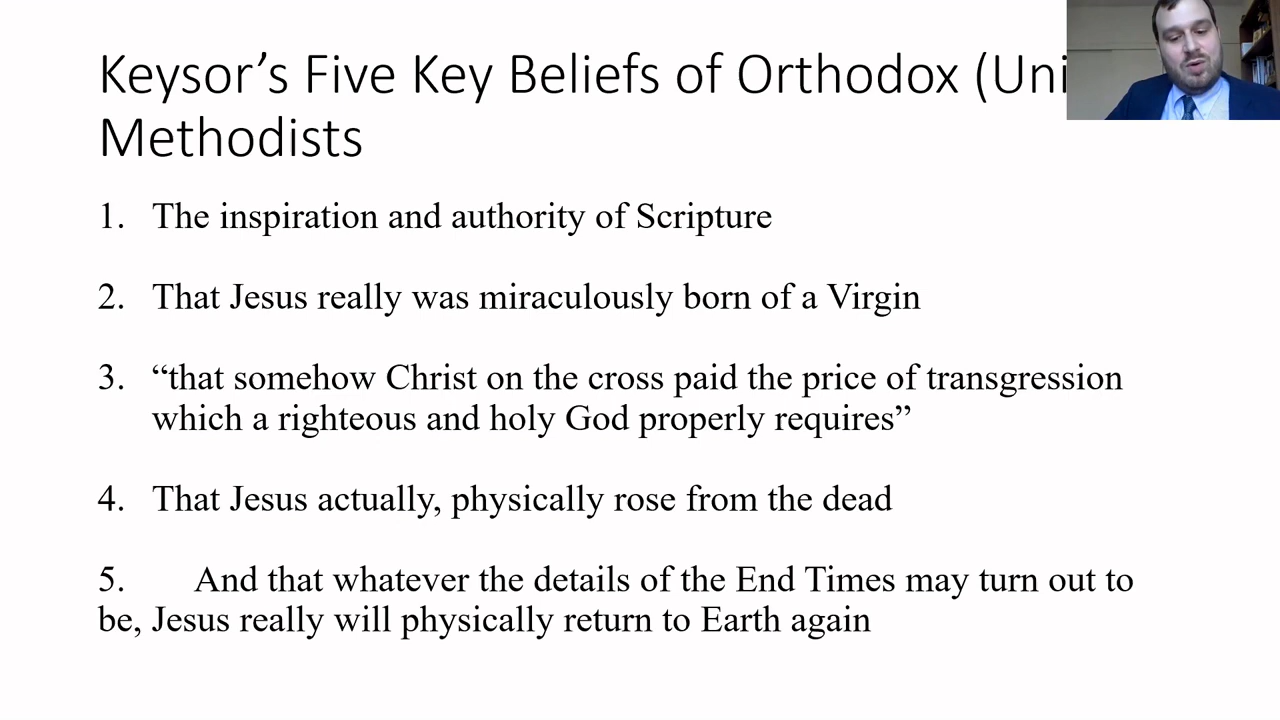 Keysor’s Five Key Beliefs of Orthodox (Uni
Methodists
1. The inspiration and authority of Scripture
2. That Jesus really was miraculously born of a Virgin
3. “that somehow Christ on the cross paid the price of transgression
which a righteous and holy God properly requires”
4. That Jesus actually, physically rose from the dead
5. And that whatever the details of the End Times may turn out to
be, Jesus really will physically return to Earth again